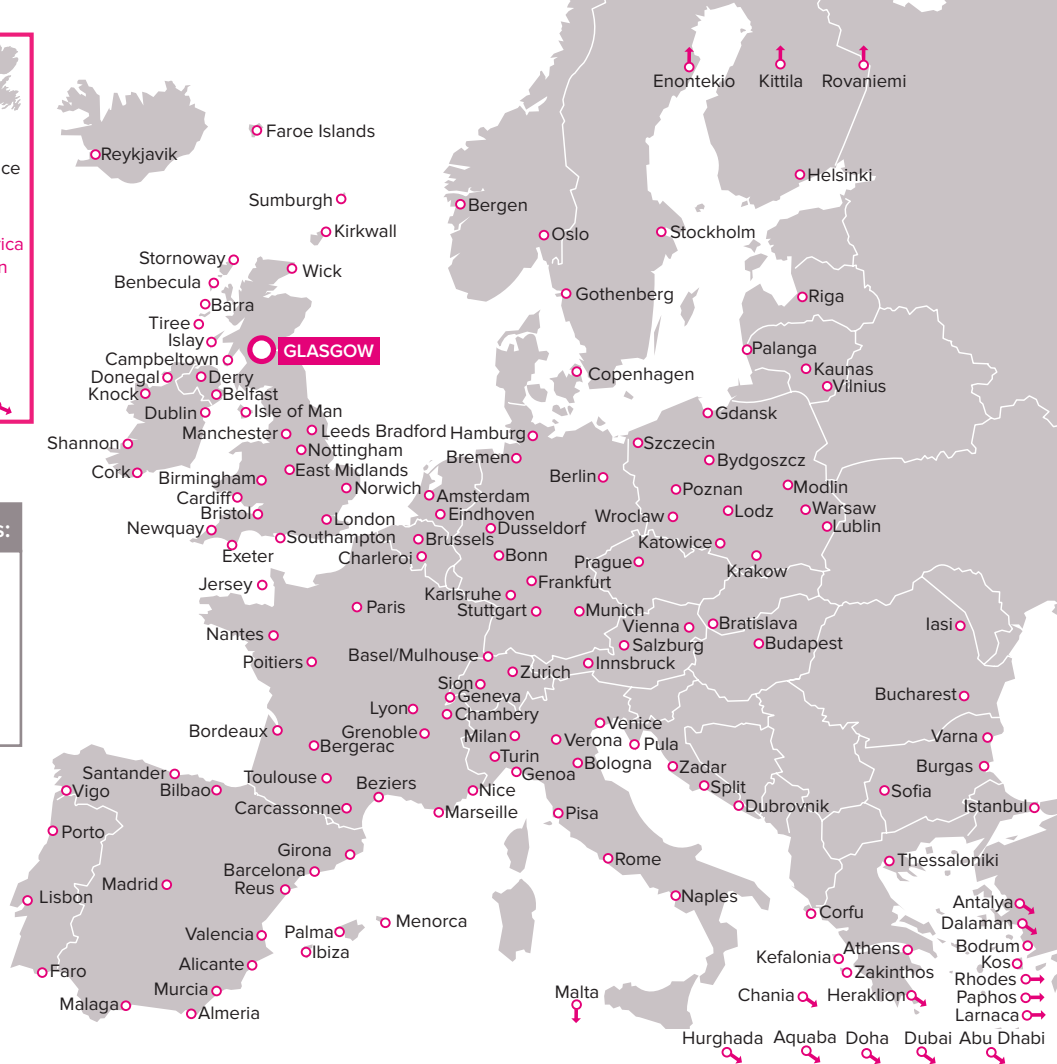 Enontekio
Kittila
Rovaniemi
Faroe Islands
Reykjavik
ce
Helsinki
Sumburgh
Bergen
Kirkwall
Oslo
Stockholm
ica
n
Stornoway
Wick
Benbecula
Gothenberg
Riga
Barra
Tiree
Islay
GLASGOW
Palanga
Campbeltown
Kaunas
Donegal
Derry
Copenhagen
Vilnius
Knock
Belfast
Dublin
Isle of Man
Gdansk
Manchester
Leeds Bradford
Hamburg
Shannon
Szczecin
Nottingham
Bremen
Bydgoszcz
Cork
East Midlands
Birmingham
Berlin
Norwich
Poznan
Modlin
Cardiff
Amsterdam
Bristol
Eindhoven
Lodz
Warsaw
London
Wroclaw
Newquay
Dusseldorf
Lublin
s:
Southampton
Brussels
Katowice
Exeter
Charleroi
Bonn
Prague
Krakow
Jersey
Frankfurt
Karlsruhe
Paris
Stuttgart
Munich
Bratislava
Iasi
Nantes
Vienna
Salzburg
Budapest
Basel/Mulhouse
Poitiers
Innsbruck
Zurich
Sion
Geneva
Bucharest
Lyon
Chambery
Venice
Bordeaux
Grenoble
Milan
Verona
Pula
Varna
Bergerac
Turin
Bologna
Zadar
Burgas
Santander
Toulouse
Genoa
Beziers
Split
Vigo
Bilbao
Nice
Sofia
Carcassonne
Marseille
Pisa
Dubrovnik
Istanbul
Porto
Girona
Rome
Thessaloniki
Barcelona
Madrid
Reus
Lisbon
Naples
Antalya
Corfu
Menorca
Dalaman
Valencia
Palma
Bodrum
Ibiza
Athens
Kefalonia
Kos
Faro
Alicante
Zakinthos
Rhodes
Murcia
Malta
Chania
Heraklion
Paphos
Malaga
Almeria
Larnaca
Hurghada
Aquaba
Doha
Dubai
Abu Dhabi